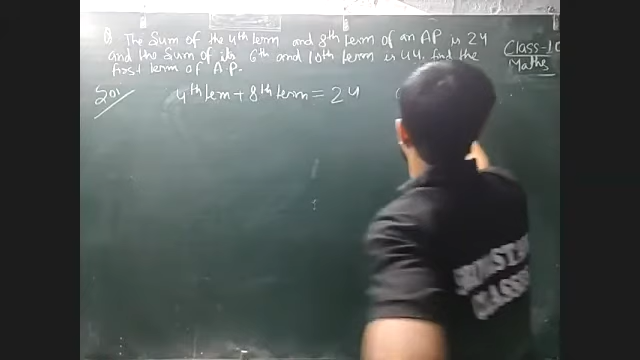 Q The Sum of the 4th term and 8th term of an AP is 24
and the Sum of its 6th and 10th term is 44. find the
first term of A.P.
Class-10
Maths
Sol
4th tem + 8th term = 24
CLASSES